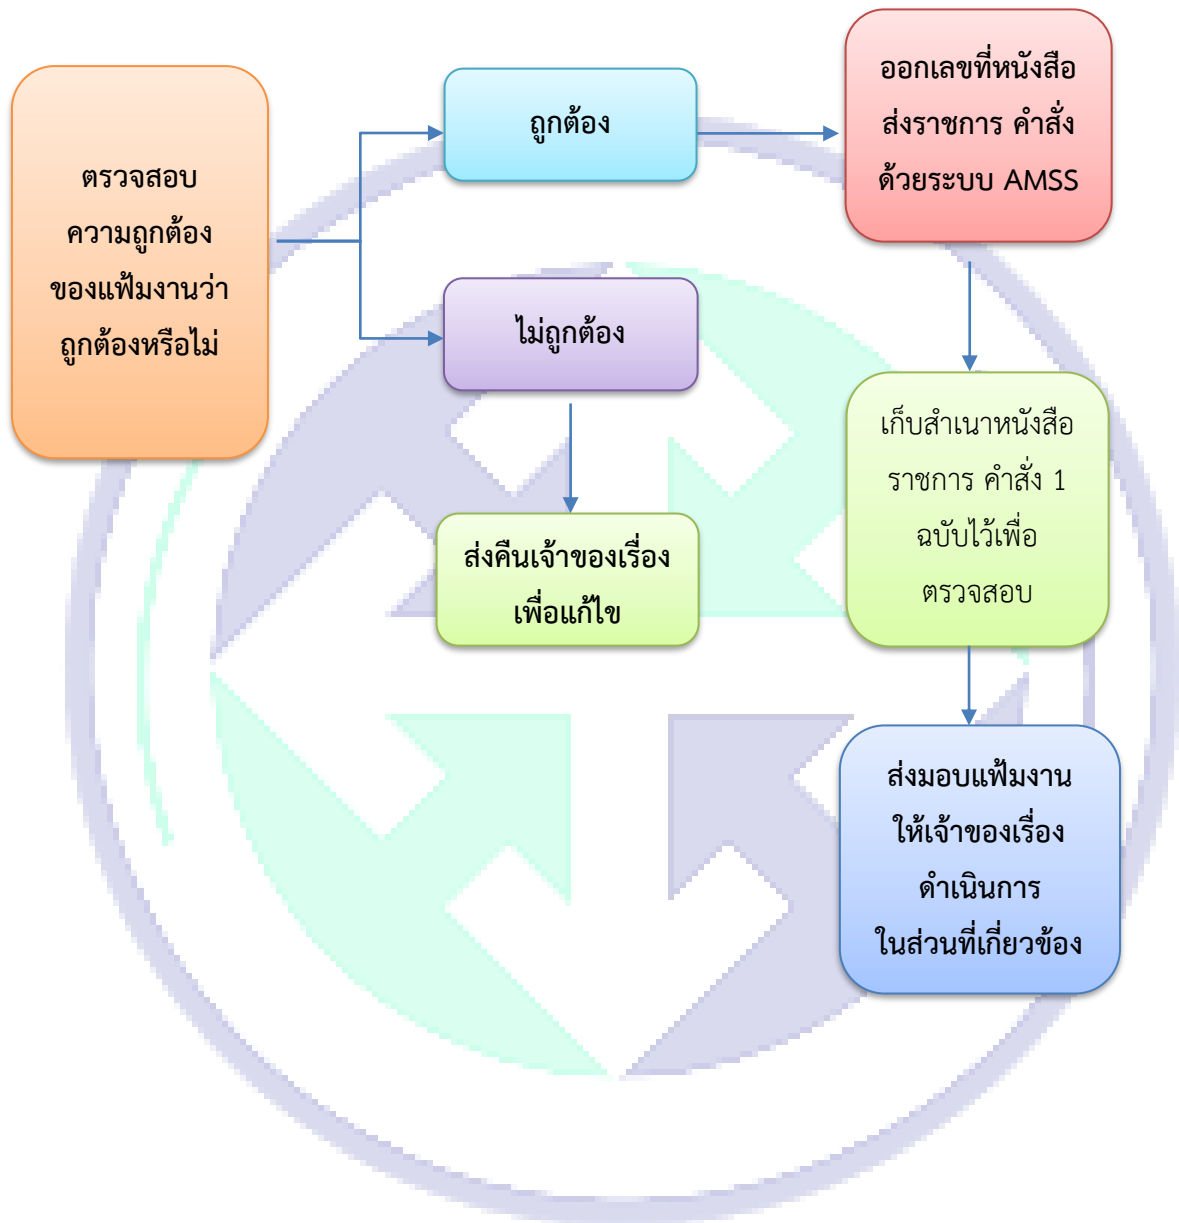 ตรวจสอบ
ความถูกต้อง
ของแฟ้มงานว่า
ถูกต้องหรือไม่
ถูกต้อง
ไม่ถูกต้อง
ส่งคืนเจ้าของเรื่อง
เพื่อแก้ไข
ออกเลขที่หนังสือ
ส่งราชการ คำสั่ง
ด้วยระบบ AMSS
เก็บสำเนาหนังสือ
ราชการ คำสั่ง 1
ฉบับไว้เพื่อ
ตรวจสอบ
ส่งมอบแฟ้มงาน
ให้เจ้าของเรื่อง
ดำเนินการ
ในส่วนที่เกี่ยวข้อง